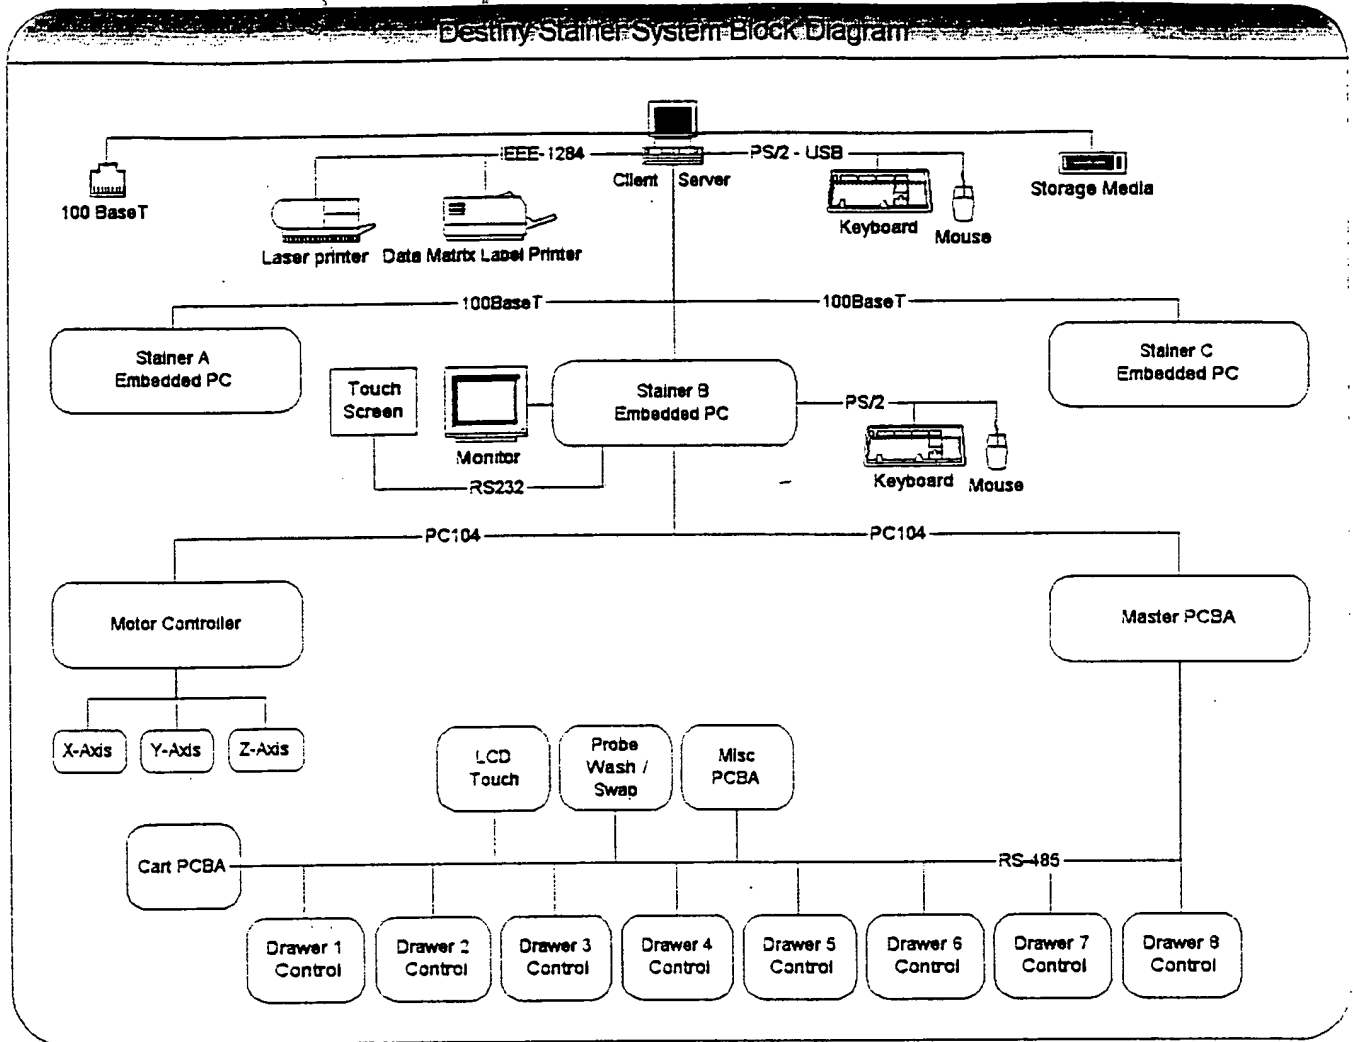 Destiny Stainer System Block Diagram
IEEE-1284
PS/2 - USB
Client Server
100 BaseT
Storage Media
Keyboard
Mouse
Laser printer
Data Matrix Label Printer
100BaseT
100BaseT
Stainer A
Embedded PC
Stainer C
Embedded PC
Touch
Screen
Monitor
Stainer B
Embedded PC
PS/2
Keyboard
Mouse
RS232
PC104
PC104
Motor Controller
Master PCBA
X-Axis
Y-Axis
Z-Axis
LCD
Touch
Probe
Wash /
Swap
Misc
PCBA
Cart PCBA
RS-485
Drawer 1
Control
Drawer 2
Control
Drawer 3
Control
Drawer 4
Control
Drawer 5
Control
Drawer 6
Control
Drawer 7
Control
Drawer 8
Control